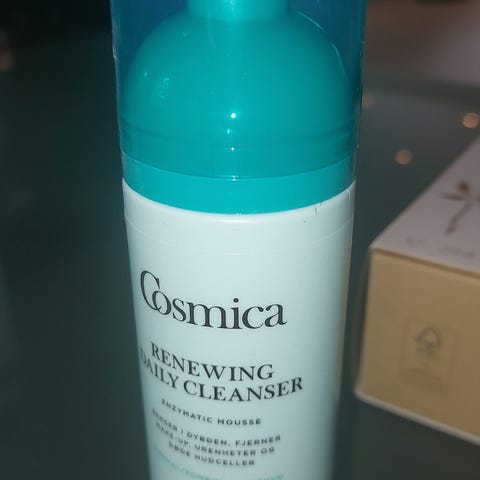 Cosmica
RENEWING
DAILY CLEANSER
ENZYMATIC MOUSSE
RENSER I DYBDEN, FJERNER
MAKE-UP, URENHETER OG
DØDE HUDCELLER